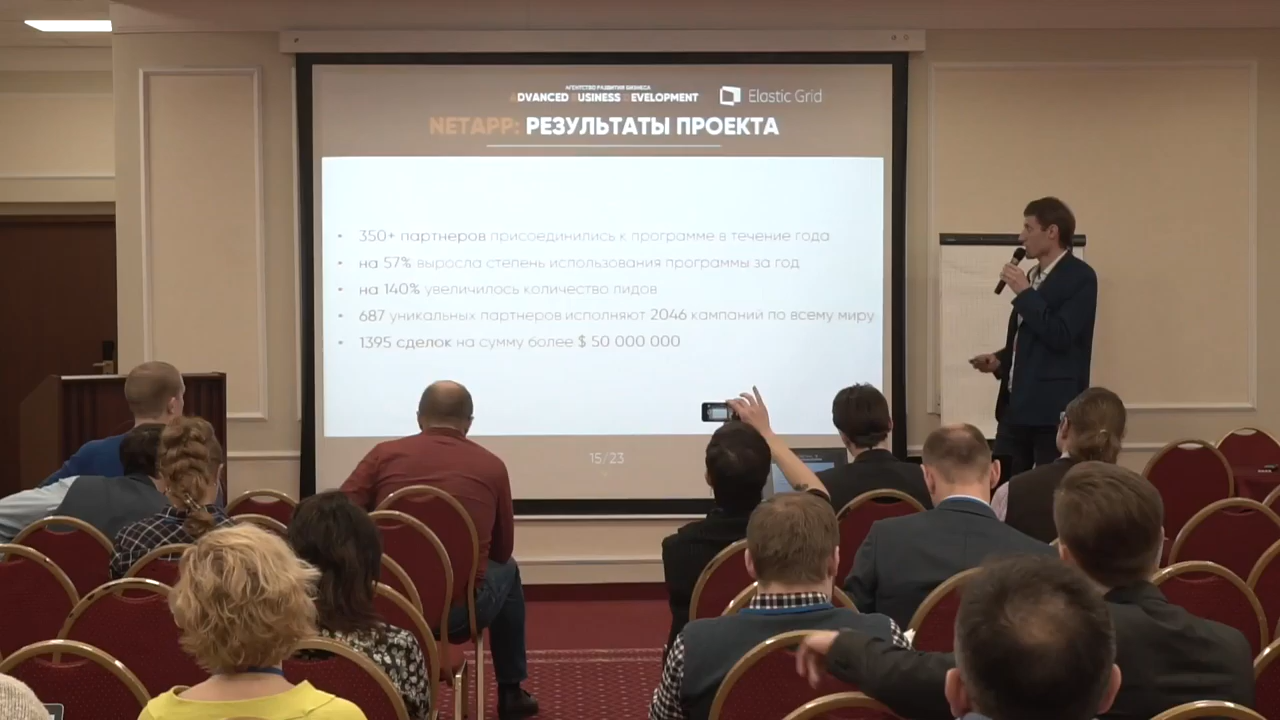 АГЕНТСТВО РАЗВИТИЯ БИЗНЕСА
ADVANCED BUSINESS DEVELOPMENT
Elastic Grid
NETAPP: РЕЗУЛЬТАТЫ ПРОЕКТА
• 350+ партнеров присоединились к программе в течение года
• на 57% выросла степень использования программы за год
• на 140% увеличилось количество лидов
• 687 уникальных партнеров исполняют 2046 кампаний по всему миру
• 1395 сделок на сумму более $ 50 000 000
15/23